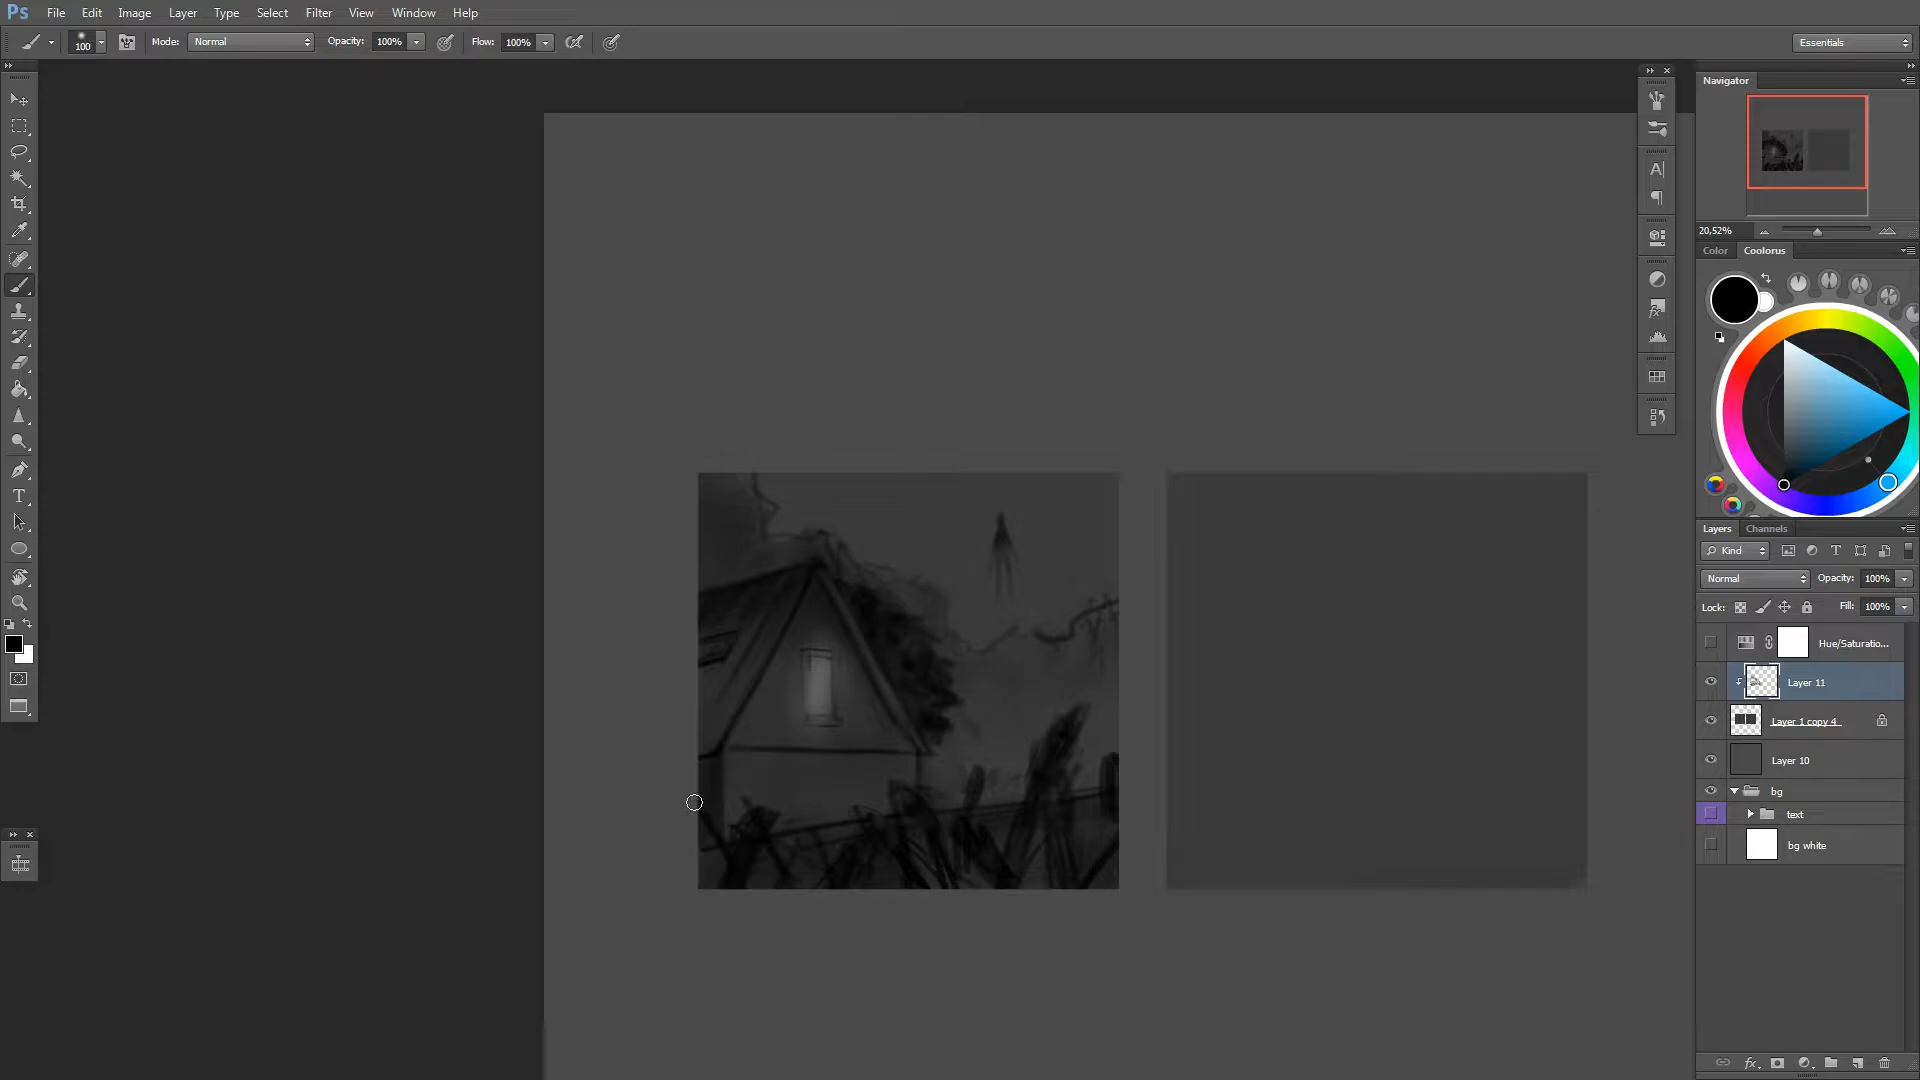 Ps File Edit Image Layer Type Select Filter View Window Help
100 Mode: Normal Opacity: 100% Flow: 100% Essentials
Navigator
20,52%
Color Coolorus
Layers Channels
Kind
Normal Opacity: 100%
Lock: Fill: 100%
Hue/Saturatio...
Layer 11
Layer 1 copy 4
Layer 10
bg
text
bg white